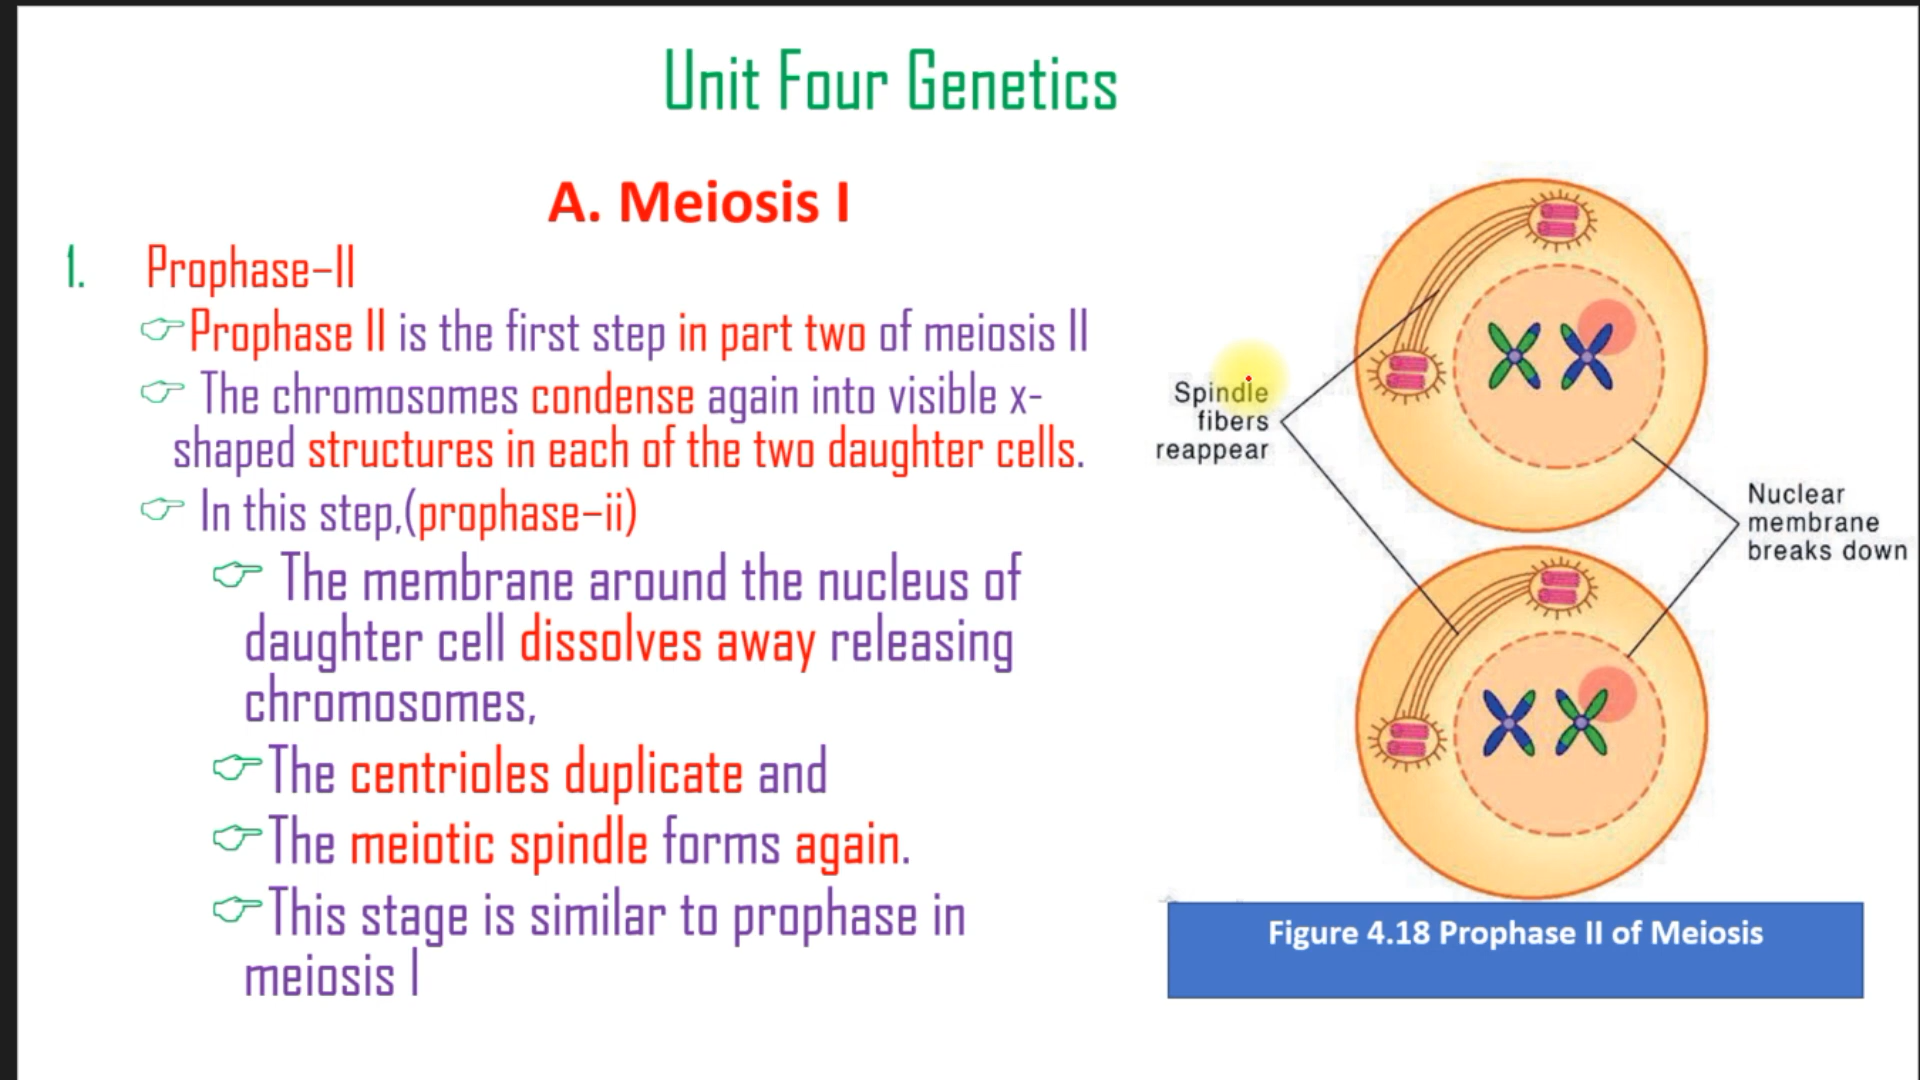 Unit Four Genetics
A. Meiosis I
1. Prophase–II
Prophase II is the first step in part two of meiosis II
The chromosomes condense again into visible x-
shaped structures in each of the two daughter cells.
In this step,(prophase–ii)
The membrane around the nucleus of
daughter cell dissolves away releasing
chromosomes,
The centrioles duplicate and
The meiotic spindle forms again.
This stage is similar to prophase in
meiosis I
Spindle
fibers
reappear
Nuclear
membrane
breaks down
Figure 4.18 Prophase II of Meiosis